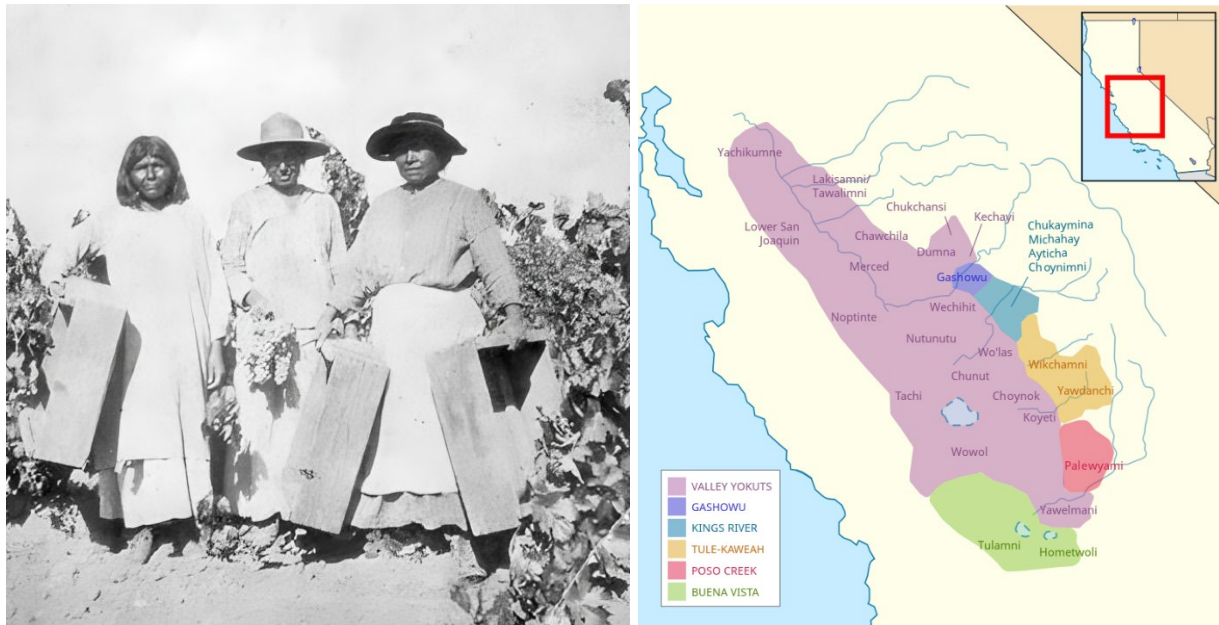 Yachikumne
Lakisamni/
Tawalimni
Chukchansi
Kechayi
Lower San
Joaquin
Chawchila
Dumna
Chukaymina
Michahay
Ayticha
Choynimni
Merced
Gashowu
Noptinte
Wechihit
Nutunutu
Wo'las
Wikchamni
Chunut
Yawdanchi
Tachi
Choynok
Koyeti
Wowol
Palewyami
Yawelmani
Tulamni
Hometwoli
VALLEY YOKUTS
GASHOWU
KINGS RIVER
TULE-KAWEAH
POSO CREEK
BUENA VISTA